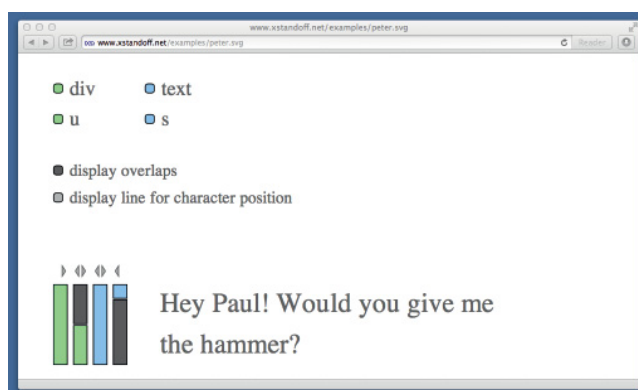 www.xstandoff.net/examples/peter.svg
www.xstandoff.net/examples/peter.svg
Reader
div text
u s
display overlaps
display line for character position
Hey Paul! Would you give me
the hammer?